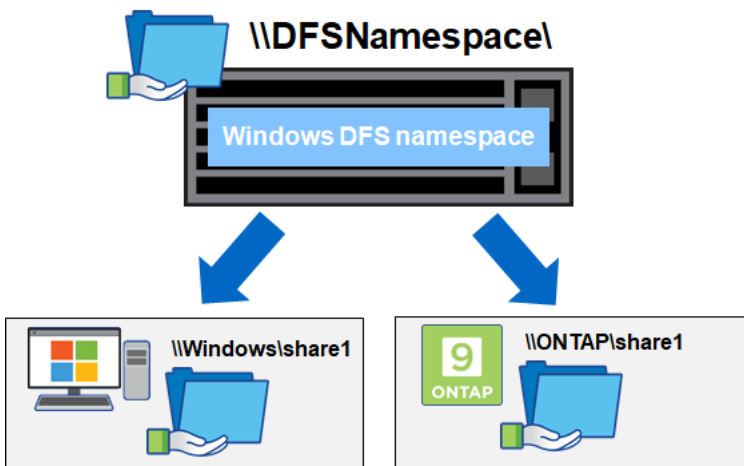 \\DFSNamespace\
Windows DFS namespace
\\Windows\share1
\\ONTAP\share1
9
ONTAP